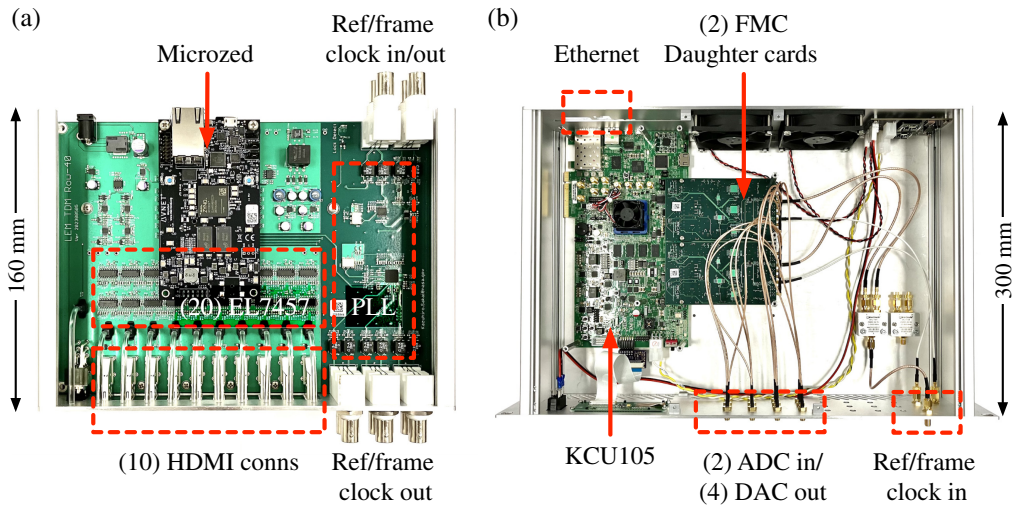 (a)
Microzed
Ref/frame
clock in/out
160 mm
LEM TDM Rou-40
AVNET
(20) EL7457
PLL
(10) HDMI conns
Ref/frame
clock out
(b)
Ethernet
(2) FMC
Daughter cards
300 mm
KCU105
(2) ADC in/
(4) DAC out
Ref/frame
clock in